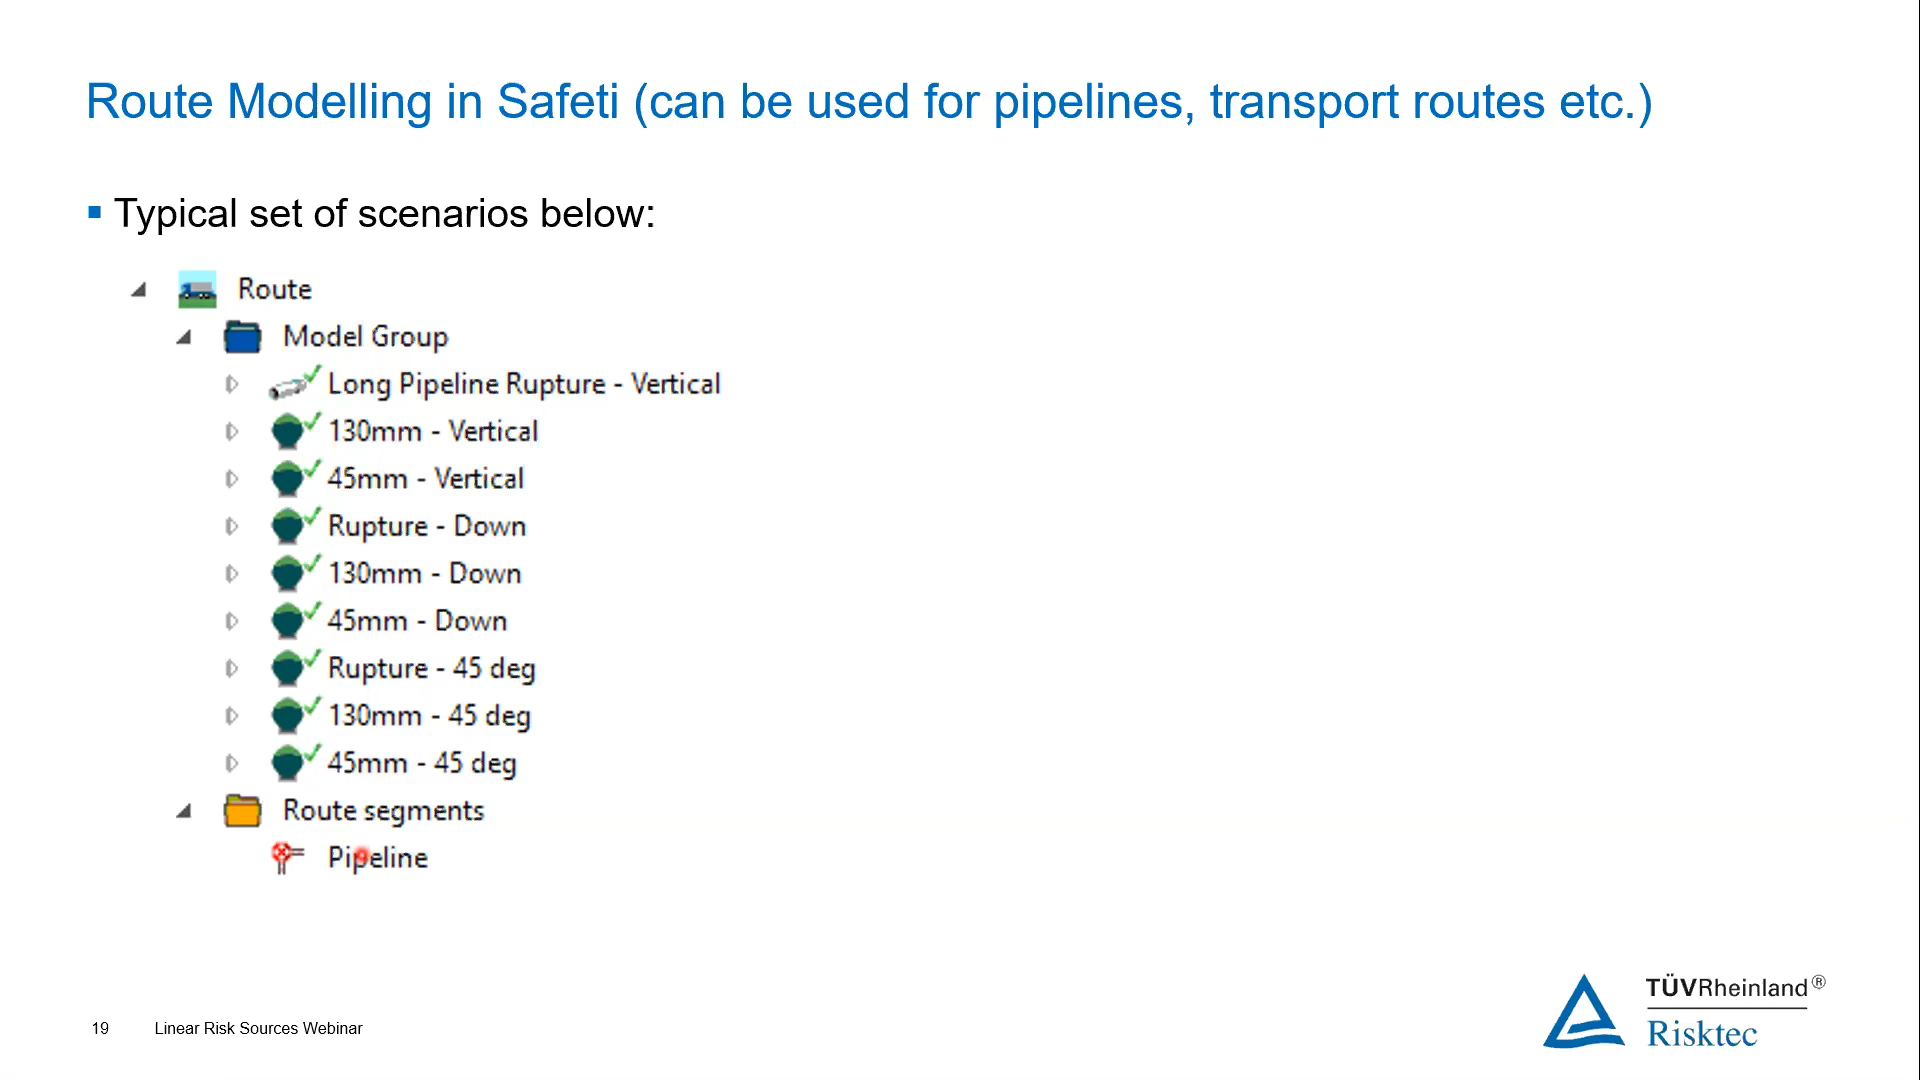 Route Modelling in Safeti (can be used for pipelines, transport routes etc.)
Typical set of scenarios below:
Route
Model Group
Long Pipeline Rupture - Vertical
130mm - Vertical
45mm - Vertical
Rupture - Down
130mm - Down
45mm - Down
Rupture - 45 deg
130mm - 45 deg
45mm - 45 deg
Route segments
Pipeline
19 Linear Risk Sources Webinar
TÜVRheinland®
Risktec